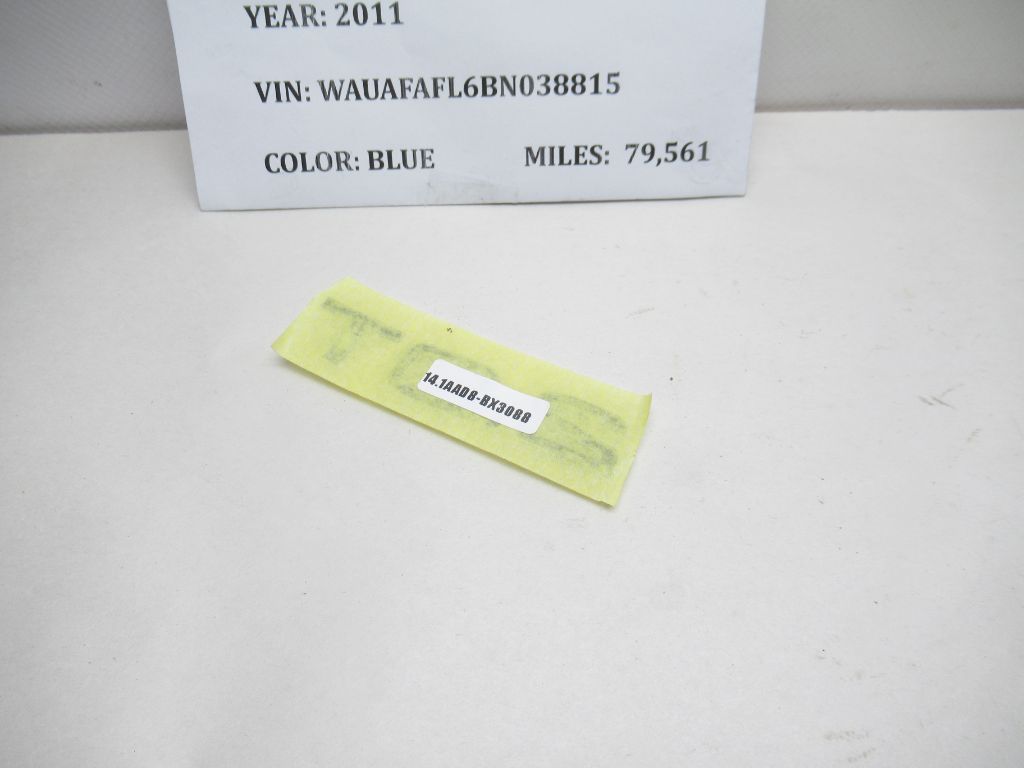 YEAR: 2011
VIN: WAUAFAFL6BN038815
COLOR: BLUE MILES: 79,561
14.1AAD8-BX3088